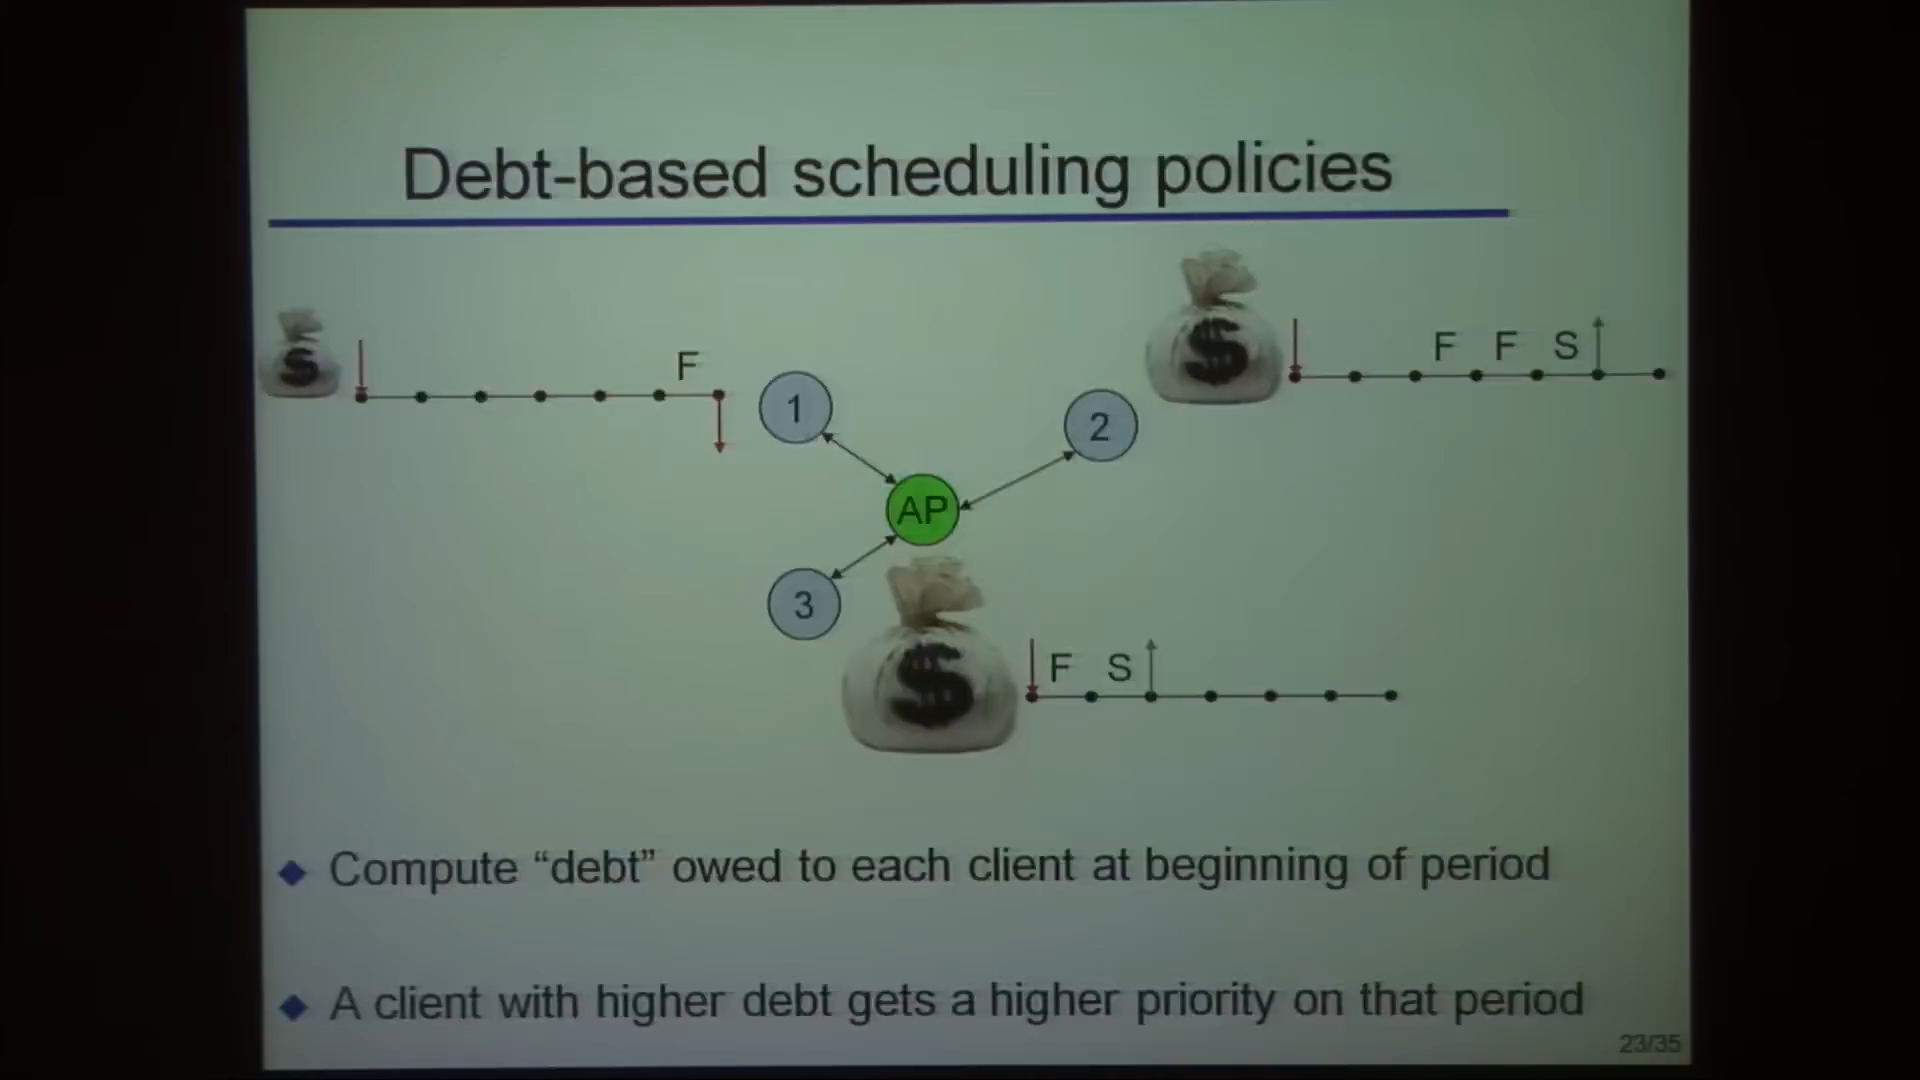 Debt-based scheduling policies
$
F
1
2
$
F F S
AP
3
$
F S
Compute “debt” owed to each client at beginning of period
A client with higher debt gets a higher priority on that period
23/35